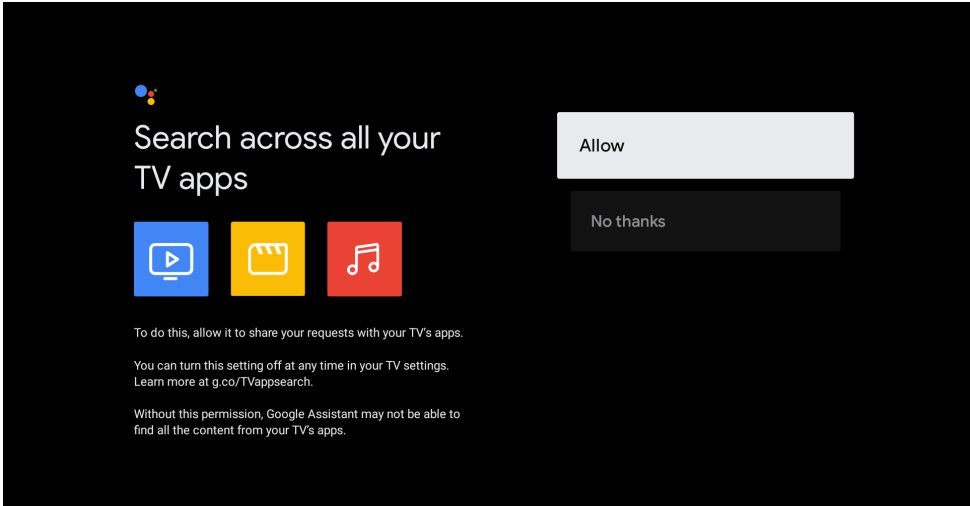 Search across all your
TV apps
To do this, allow it to share your requests with your TV's apps.
You can turn this setting off at any time in your TV settings.
Learn more at g.co/TVappsearch.
Without this permission, Google Assistant may not be able to
find all the content from your TV's apps.
Allow
No thanks